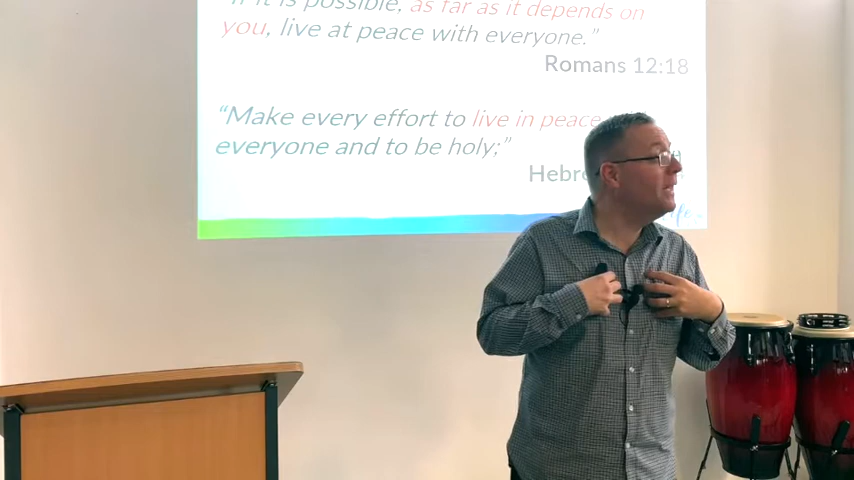 "If it is possible, as far as it depends on
you, live at peace with everyone."
Romans 12:18
"Make every effort to live in peace
everyone and to be holy;"
Hebr